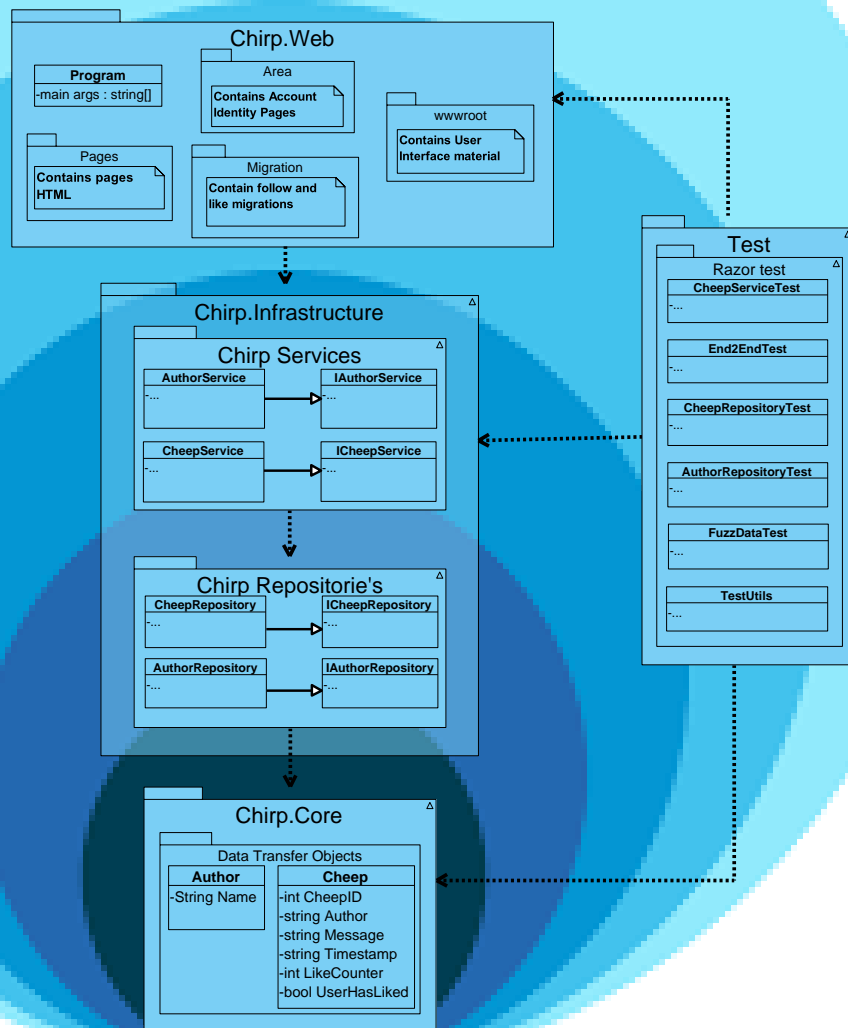 Chirp.Web
Program
-main args : string[]
Area
Contains Account
Identity Pages
wwwroot
Contains User
Interface material
Pages
Contains pages
HTML
Migration
Contain follow and
like migrations
Chirp.Infrastructure
Chirp Services
AuthorService
-...
IAuthorService
-...
CheepService
-...
ICheepService
-...
Chirp Repositorie's
CheepRepository
-...
ICheepRepository
-...
AuthorRepository
-...
IAuthorRepository
-...
Chirp.Core
Data Transfer Objects
Author
-String Name
Cheep
-int CheepID
-string Author
-string Message
-string Timestamp
-int LikeCounter
-bool UserHasLiked
Test
Razor test
CheepServiceTest
-...
End2EndTest
-...
CheepRepositoryTest
-...
AuthorRepositoryTest
-...
FuzzDataTest
-...
TestUtils
-...